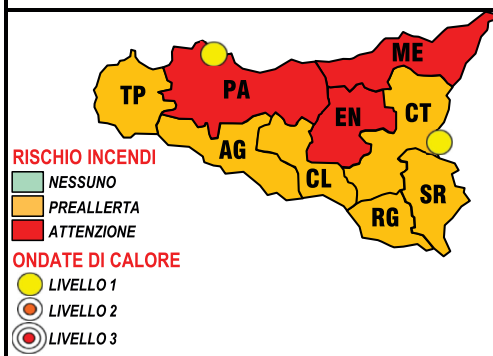 ME
TP
PA
CT
EN
AG
CL
SR
RG
RISCHIO INCENDI
NESSUNO
PREALLERTA
ATTENZIONE
ONDATE DI CALORE
LIVELLO 1
LIVELLO 2
LIVELLO 3